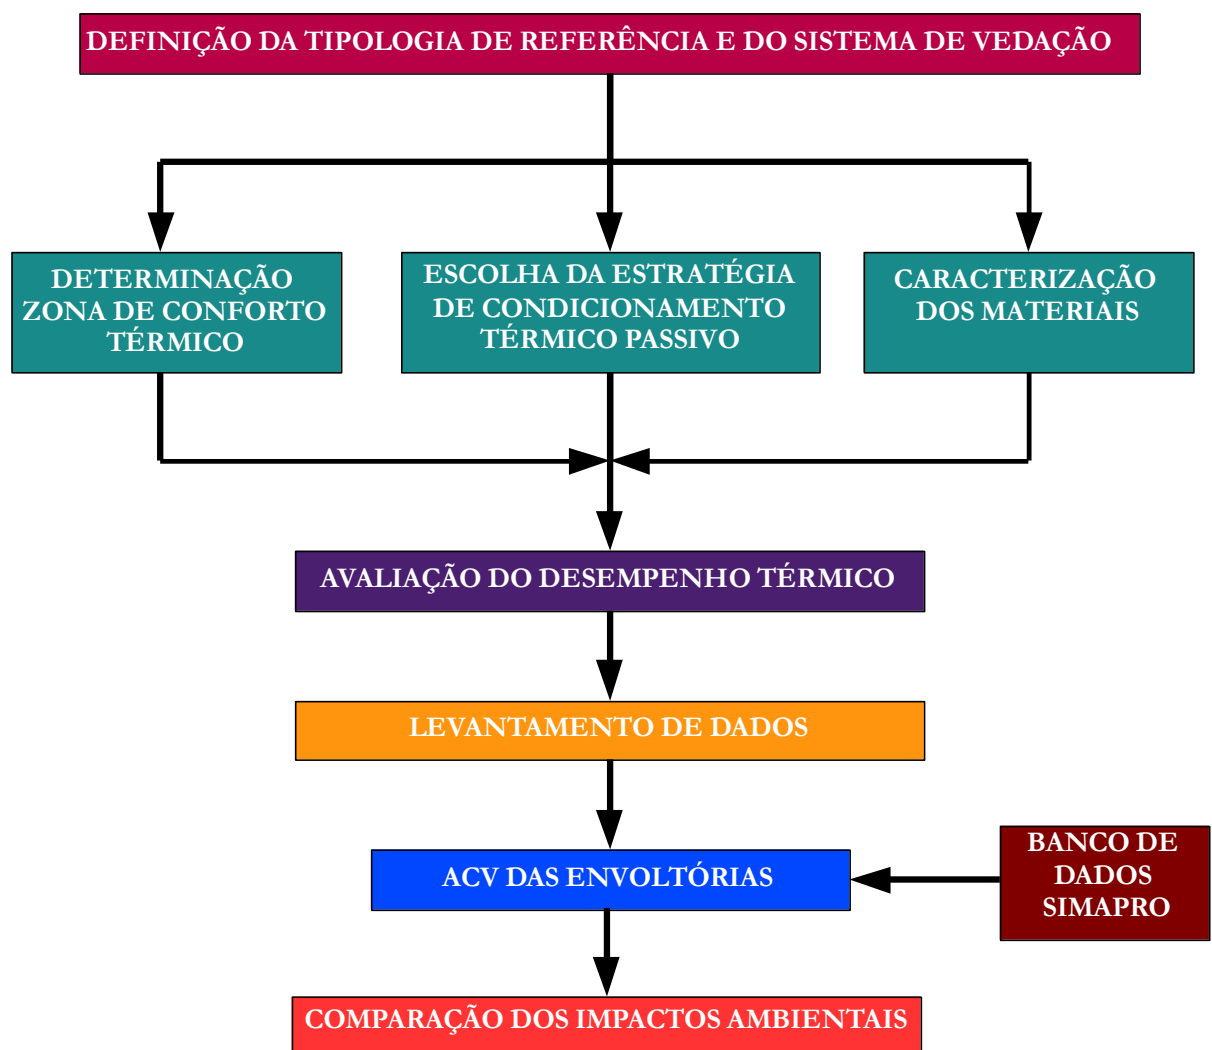 DEFINIÇÃO DA TIPOLOGIA DE REFERÊNCIA E DO SISTEMA DE VEDAÇÃO
DETERMINAÇÃO
ZONA DE CONFORTO
TÉRMICO
ESCOLHA DA ESTRATÉGIA
DE CONDICIONAMENTO
TÉRMICO PASSIVO
CARACTERIZAÇÃO
DOS MATERIAIS
AVALIAÇÃO DO DESEMPENHO TÉRMICO
LEVANTAMENTO DE DADOS
ACV DAS ENVOLTÓRIAS
BANCO DE
DADOS
SIMAPRO
COMPARAÇÃO DOS IMPACTOS AMBIENTAIS